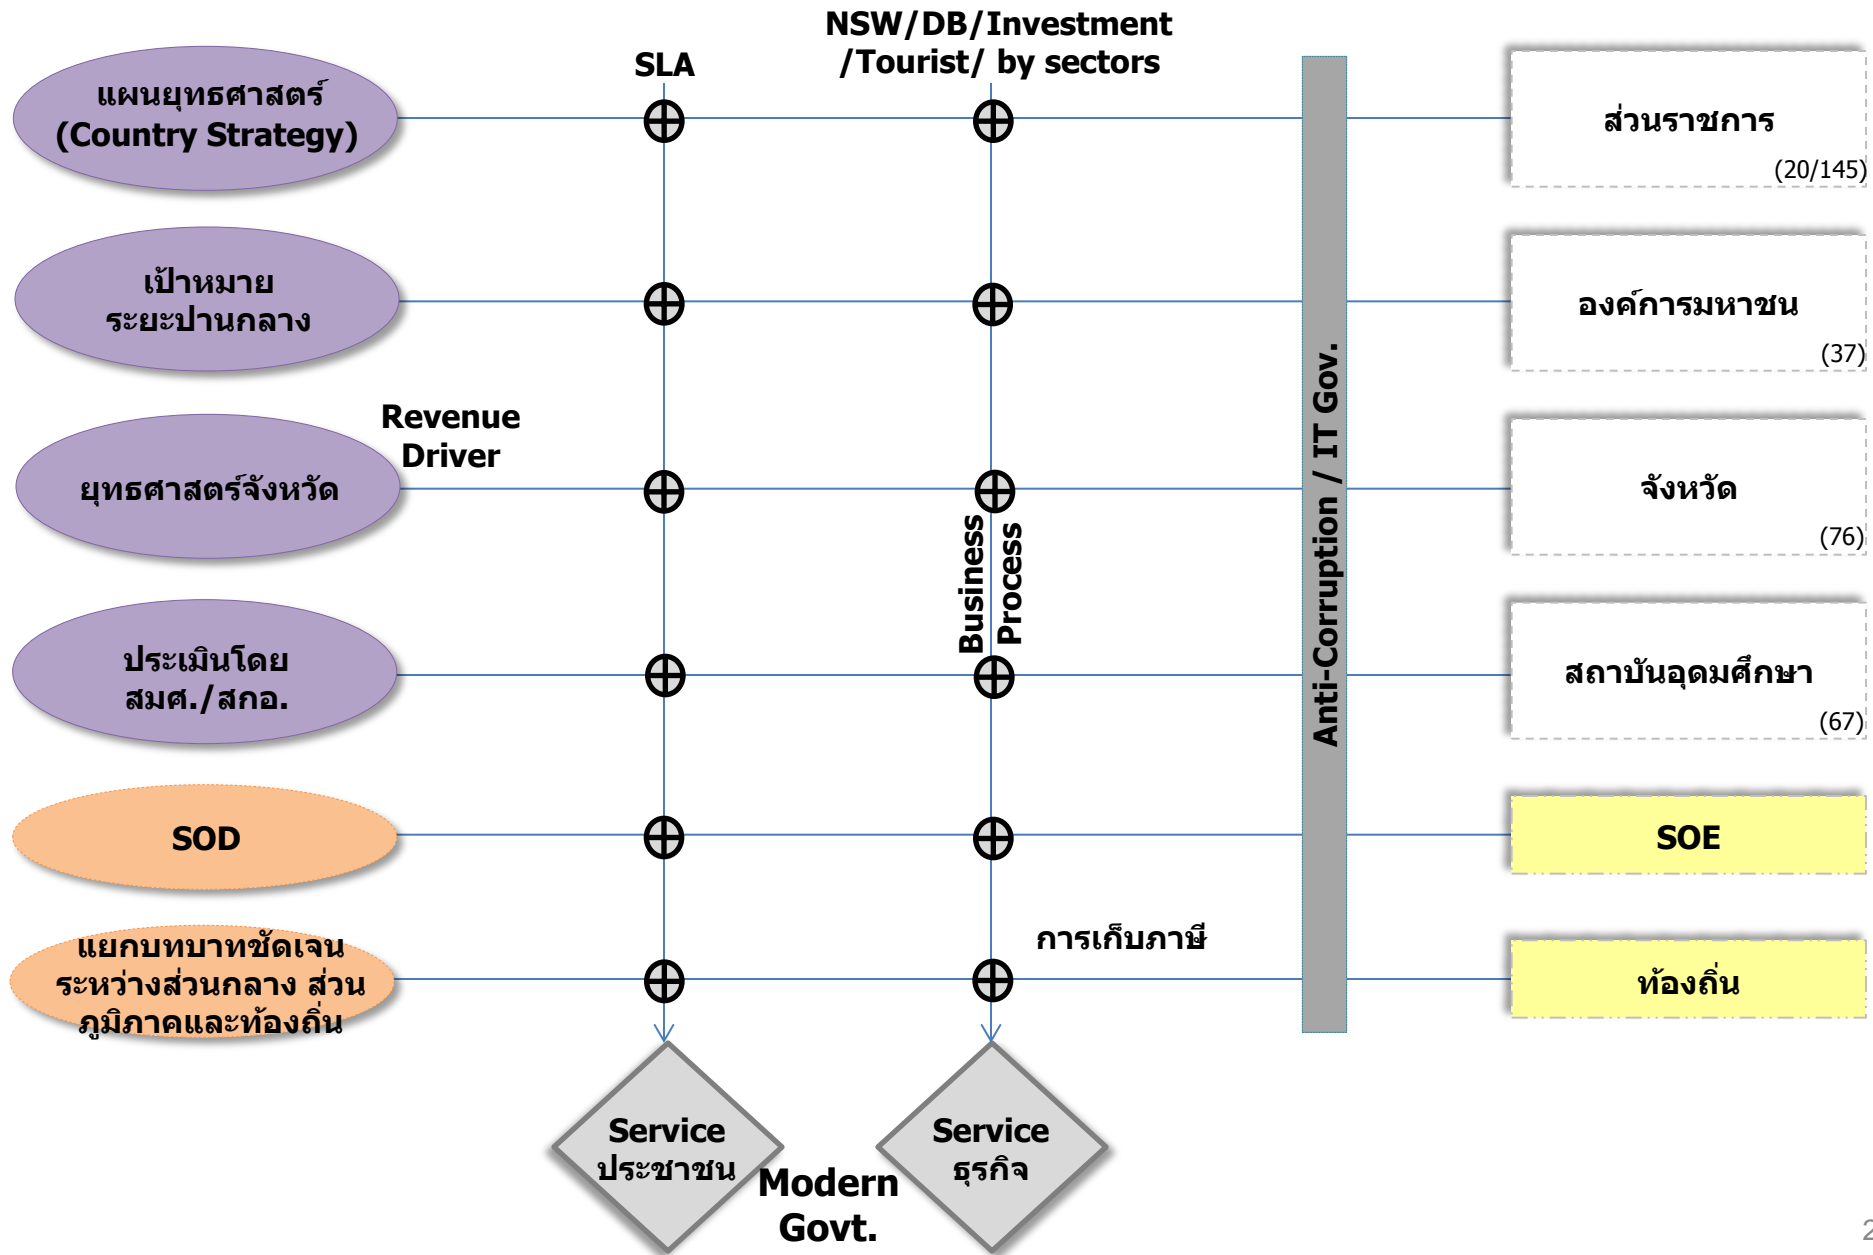 NSW/DB/Investment
/Tourist/ by sectors
SLA
แผนยุทธศาสตร์
(Country Strategy)
ส่วนราชการ
(20/145)
เป้าหมาย
ระยะปานกลาง
องค์การมหาชน
(37)
Revenue
Driver
ยุทธศาสตร์จังหวัด
จังหวัด
(76)
Business
Process
Anti-Corruption / IT Gov.
ประเมินโดย
สมศ./สกอ.
สถาบันอุดมศึกษา
(67)
SOD
SOE
แยกบทบาทชัดเจน
ระหว่างส่วนกลาง ส่วน
ภูมิภาคและท้องถิ่น
การเก็บภาษี
ท้องถิ่น
Service
ประชาชน
Service
ธุรกิจ
Modern
Govt.
2